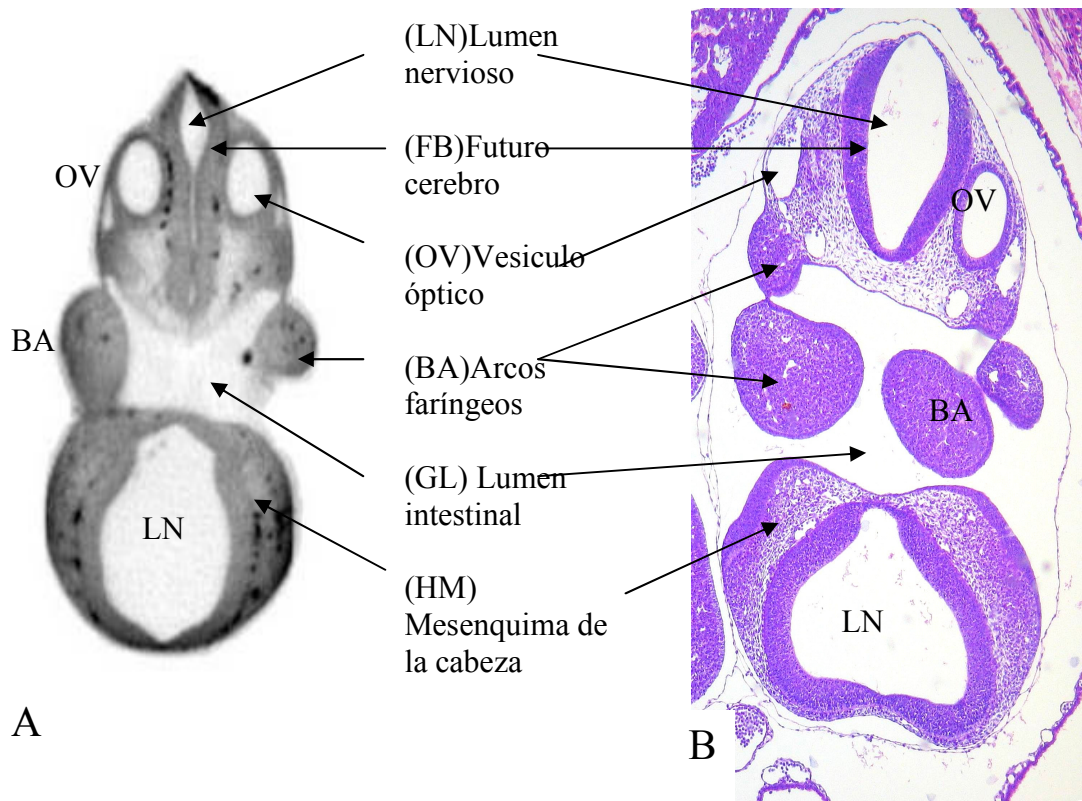 (LN)Lumen
nervioso
(FB)Futuro
cerebro
(OV)Vesiculo
óptico
(BA)Arcos
faríngeos
(GL) Lumen
intestinal
(HM)
Mesenquima de
la cabeza
OV
BA
LN
A
OV
BA
LN
B